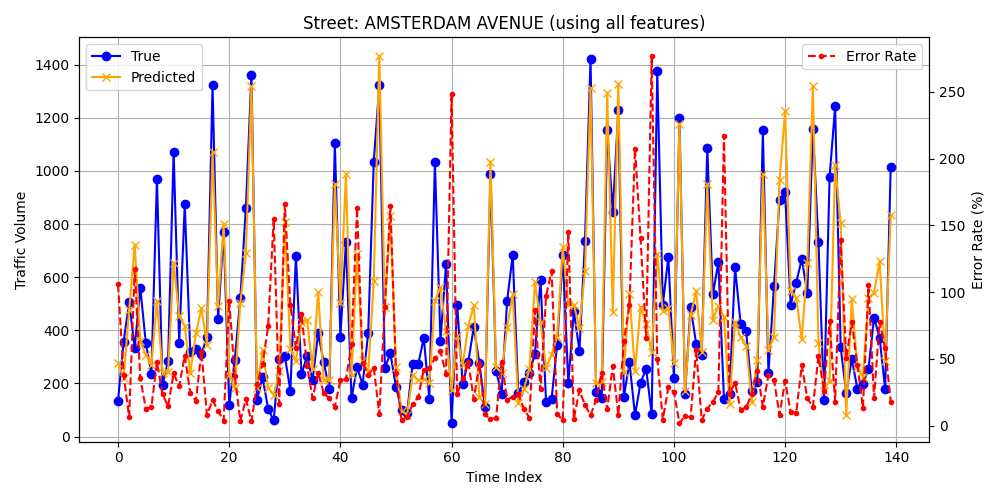 Street: AMSTERDAM AVENUE (using all features)
True
Predicted
Error Rate
1400
1200
1000
800
600
400
200
0
Traffic Volume
250
200
150
100
50
0
Error Rate (%)
0 20 40 60 80 100 120 140
Time Index